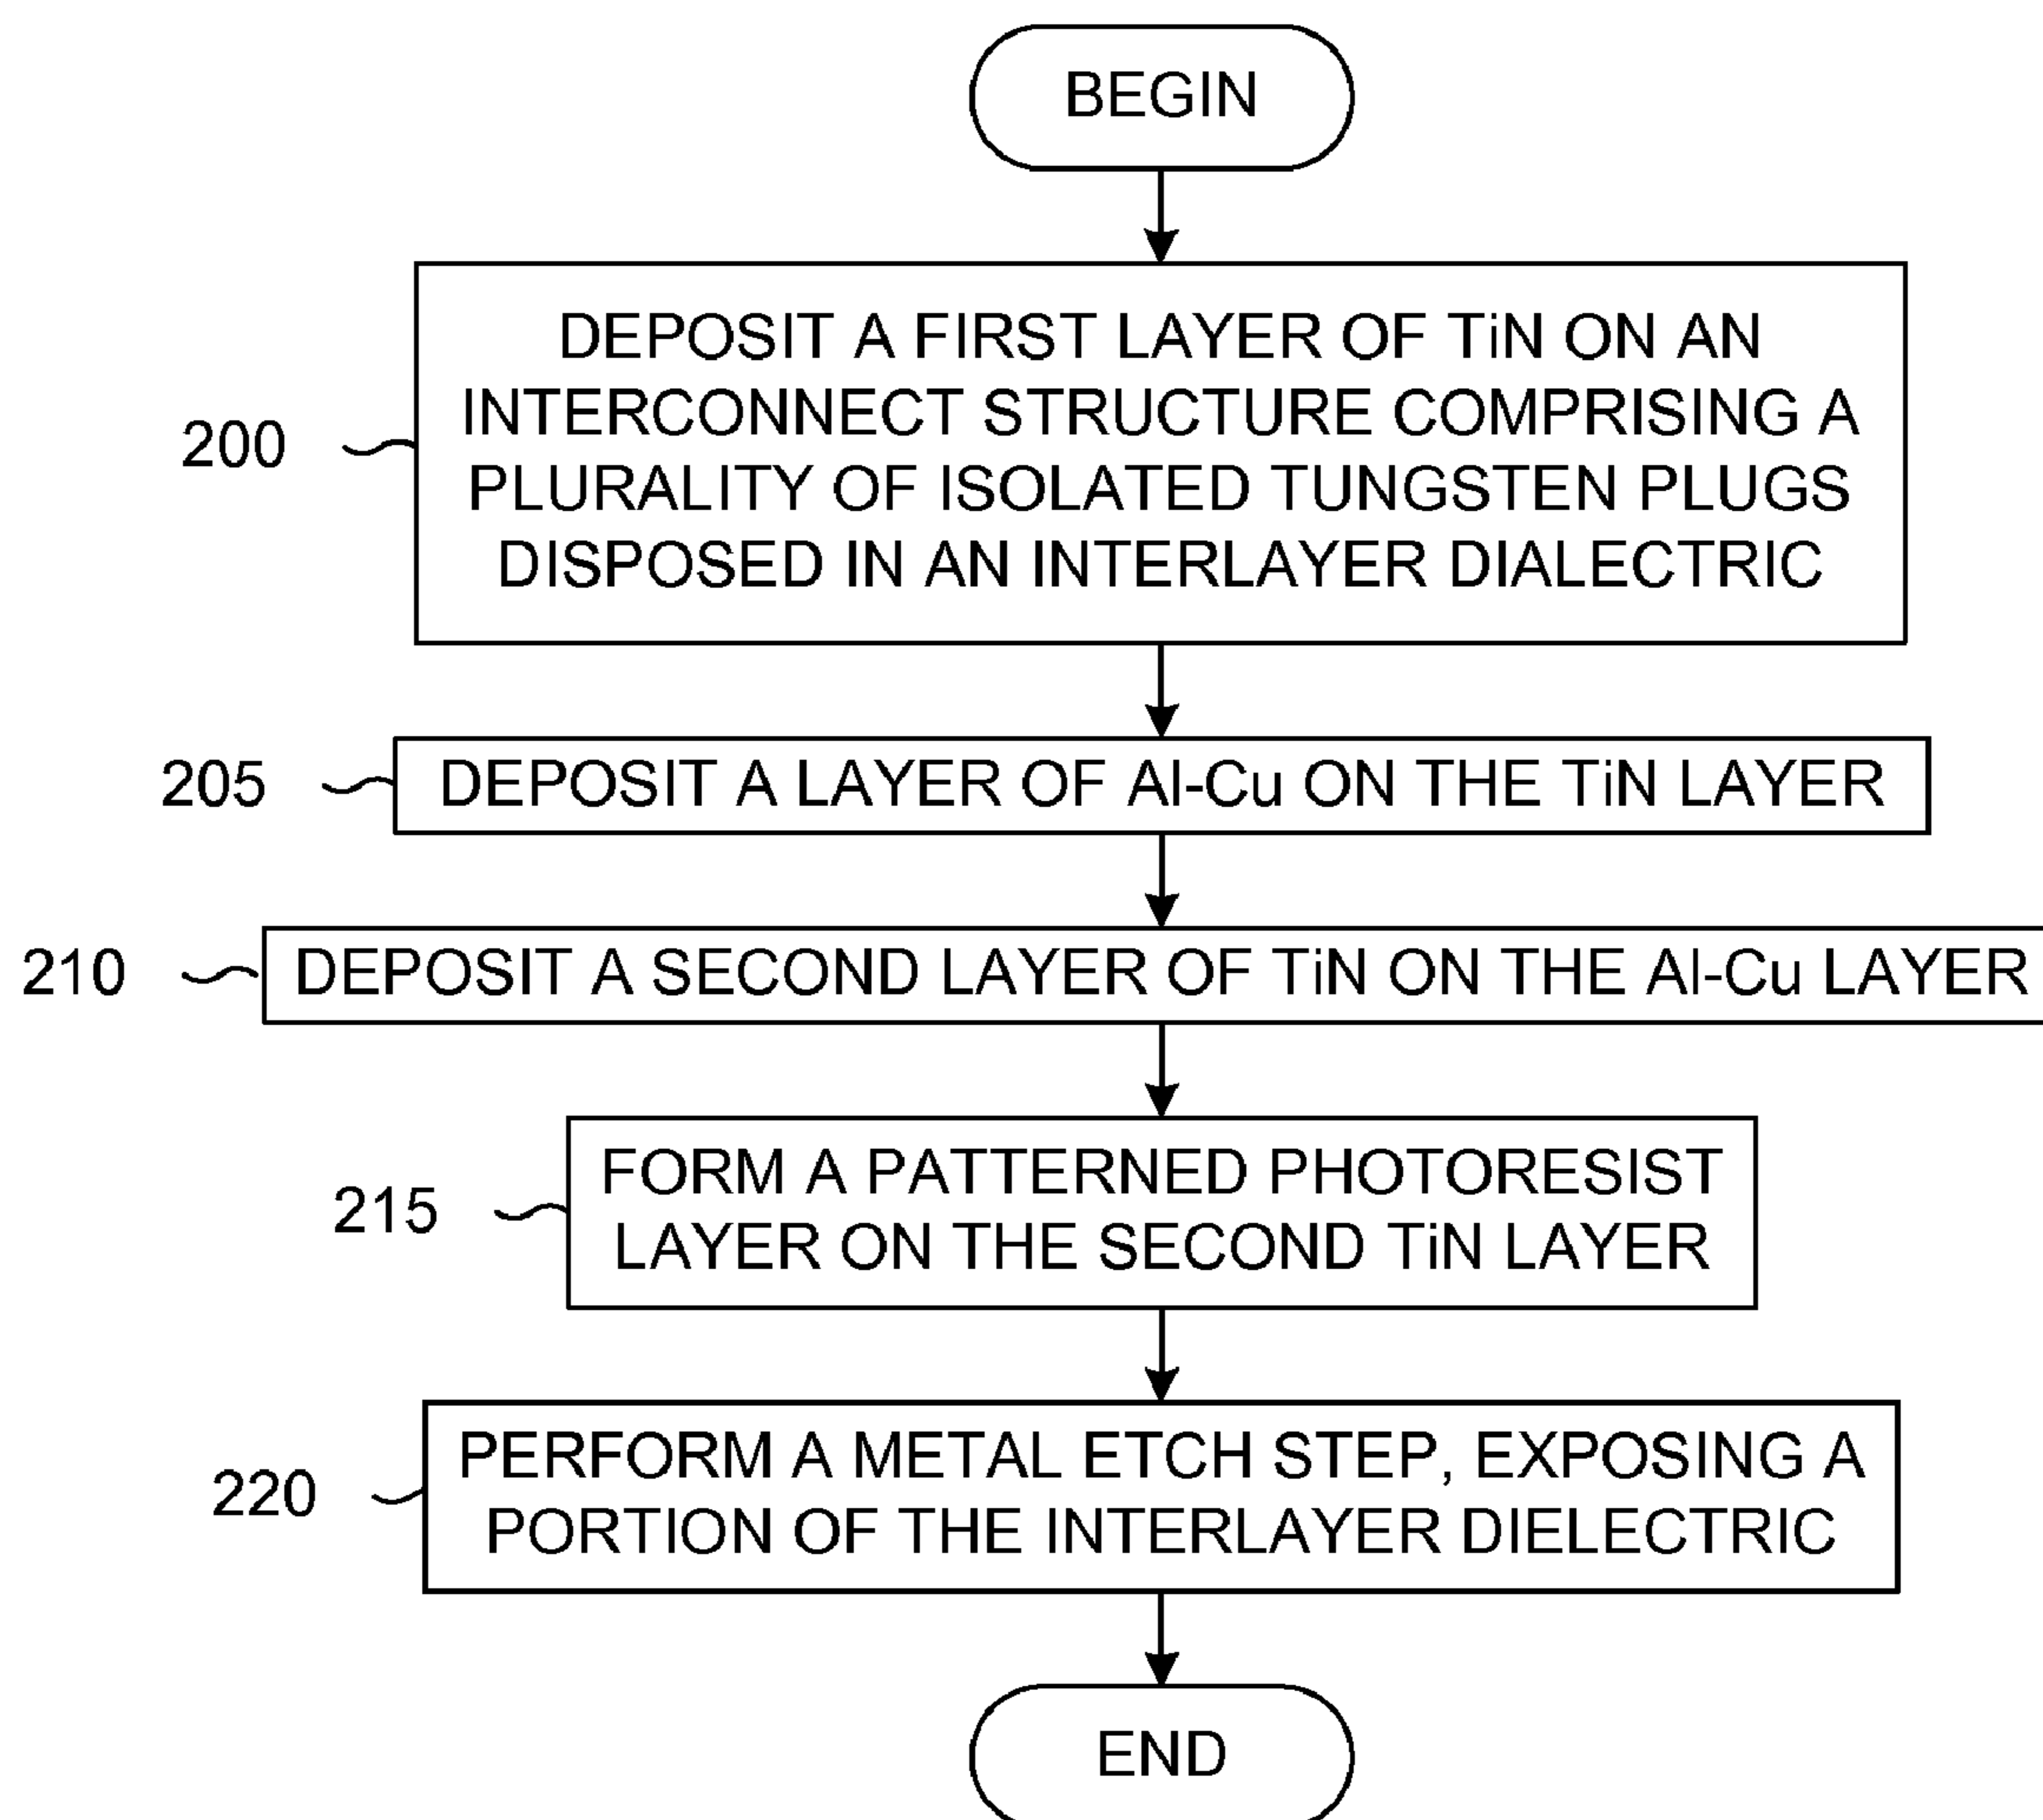 BEGIN
200
DEPOSIT A FIRST LAYER OF TiN ON AN
INTERCONNECT STRUCTURE COMPRISING A
PLURALITY OF ISOLATED TUNGSTEN PLUGS
DISPOSED IN AN INTERLAYER DIALECTRIC
205
DEPOSIT A LAYER OF Al-Cu ON THE TiN LAYER
210
DEPOSIT A SECOND LAYER OF TiN ON THE Al-Cu LAYER
215
FORM A PATTERNED PHOTORESIST
LAYER ON THE SECOND TiN LAYER
220
PERFORM A METAL ETCH STEP, EXPOSING A
PORTION OF THE INTERLAYER DIELECTRIC
END